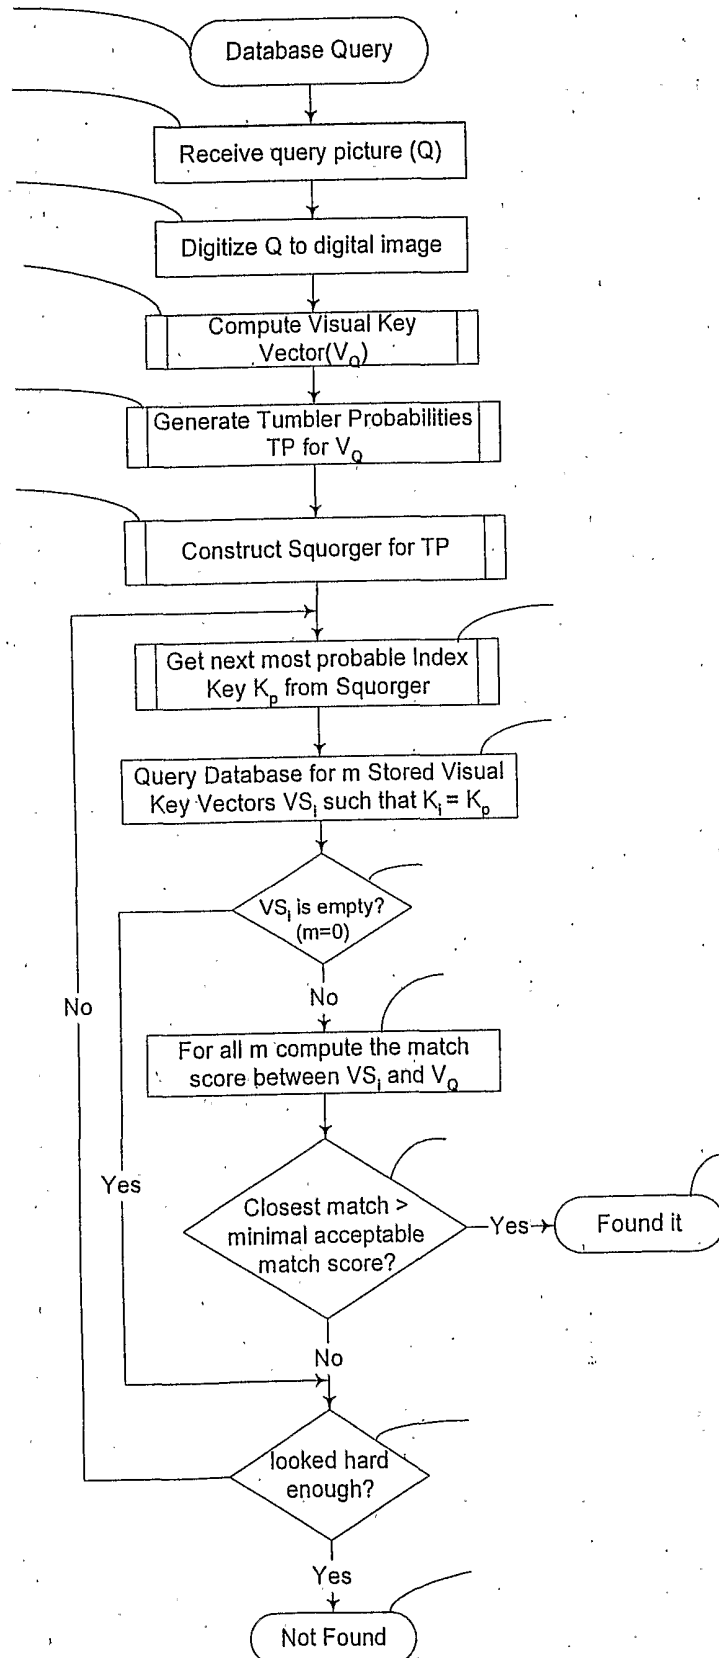 Database Query
Receive query picture (Q)
Digitize Q to digital image
Compute Visual Key
Vector(V_Q)
Generate Tumbler Probabilities
TP for V_Q
Construct Squorger for TP
Get next most probable Index
Key K_p from Squorger
Query Database for m Stored Visual
Key Vectors VS_i such that K_i = K_p
VS_i is empty?
(m=0)
No
No
For all m compute the match
score between VS_i and V_Q
Yes
Closest match >
minimal acceptable
match score?
Yes
Found it
No
looked hard
enough?
Yes
Not Found